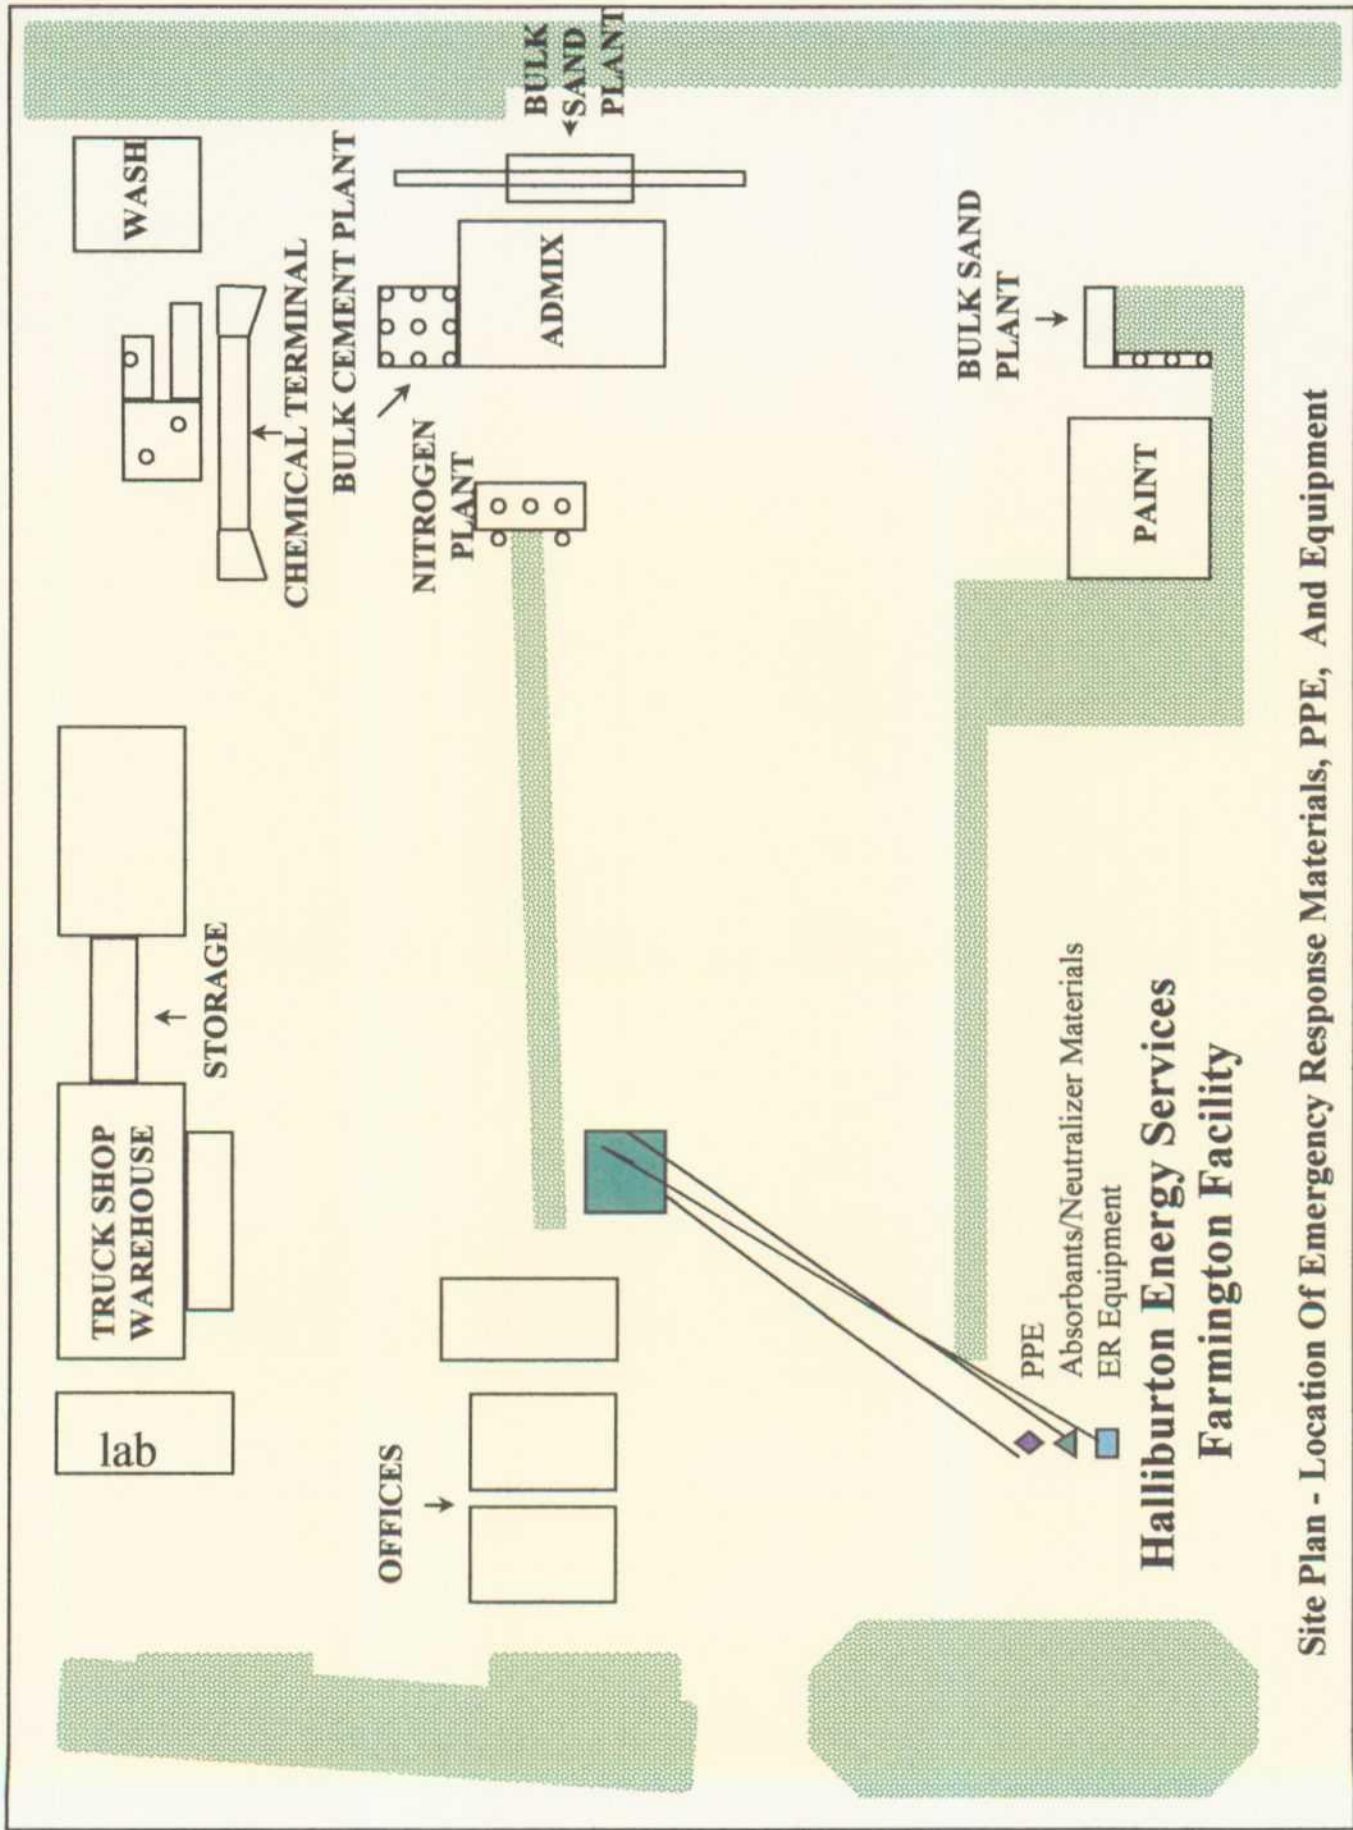 lab
TRUCK SHOP
WAREHOUSE
STORAGE
WASH
CHEMICAL TERMINAL
BULK CEMENT PLANT
OFFICES
NITROGEN
PLANT
ADMIX
BULK
SAND
PLANT
BULK SAND
PLANT
PAINT
PPE
Absorbants/Neutralizer Materials
ER Equipment
Halliburton Energy Services
Farmington Facility
Site Plan - Location Of Emergency Response Materials, PPE, And Equipment